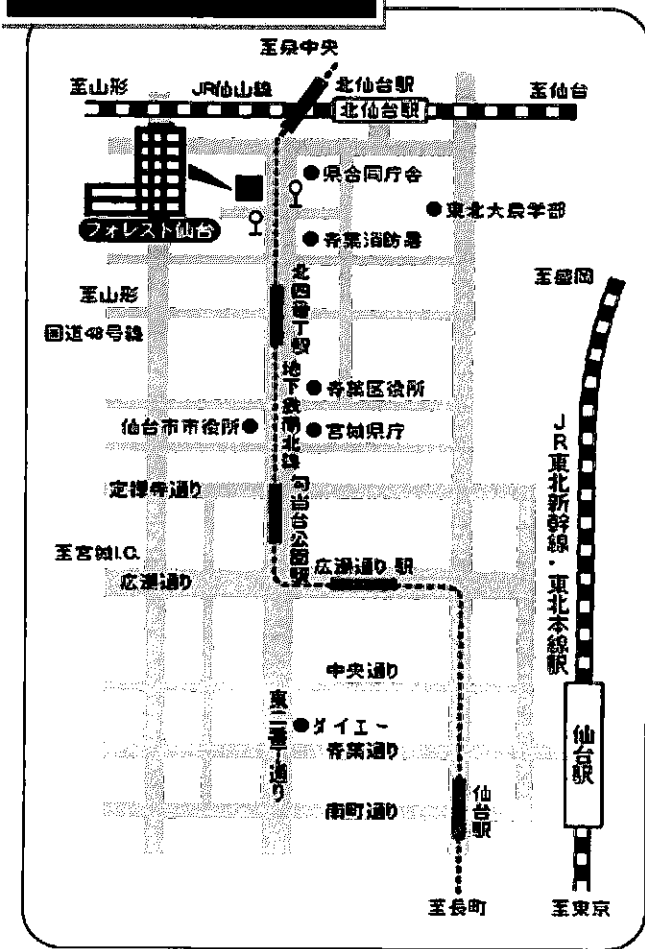 至泉中央
至山形
JR仙山線
北仙台駅
至仙台
北仙台駅
県合同庁舎
東北大農学部
フォレスト仙台
青葉消防署
至盛岡
北四番丁駅
至山形
国道48号線
地下鉄南北線
青葉区役所
仙台市市役所
宮城県庁
JR東北新幹線・東北本線駅
定禅寺通り
勾当台公園駅
至宮城I.C.
広瀬通り
広瀬通り駅
中央通り
東二番丁通り
ダイエー
青葉通り
仙台駅
南町通り
仙台駅
至長町
至東京